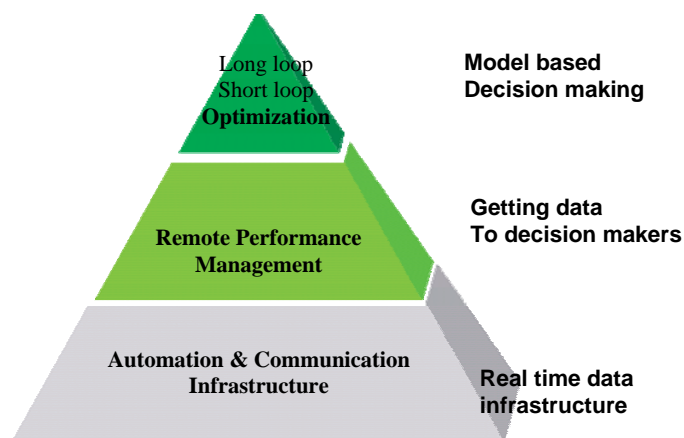 Long loop
Short loop
Optimization
Model based
Decision making
Remote Performance
Management
Getting data
To decision makers
Automation & Communication
Infrastructure
Real time data
infrastructure